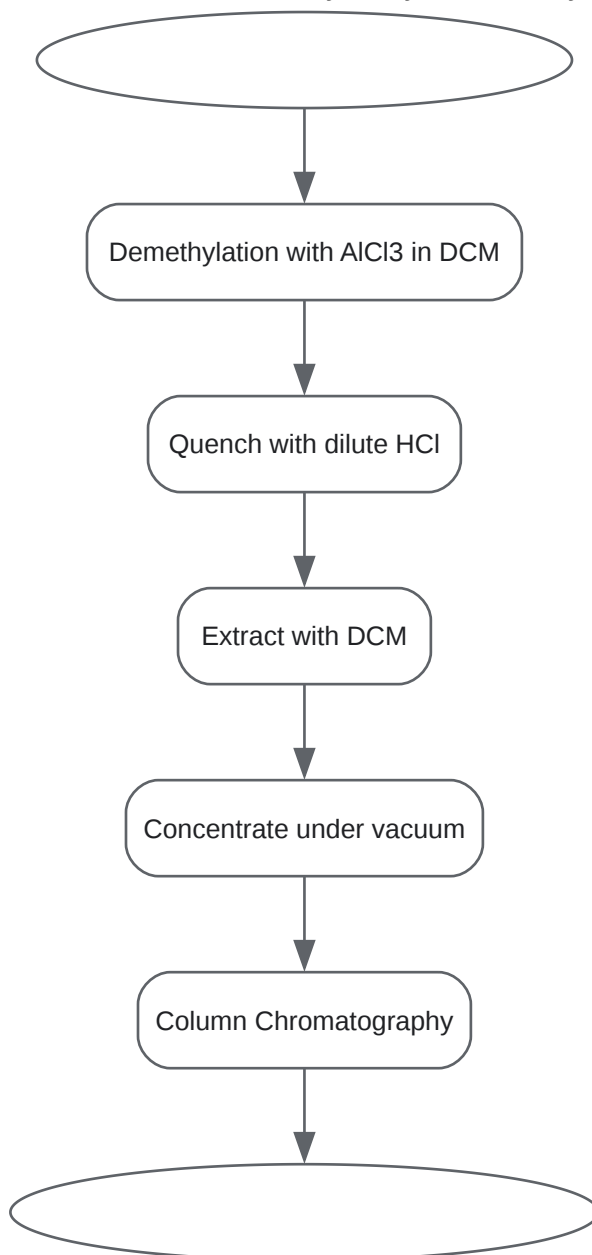 Demethylation with AlCl3 in DCM
Quench with dilute HCl
Extract with DCM
Concentrate under vacuum
Column Chromatography